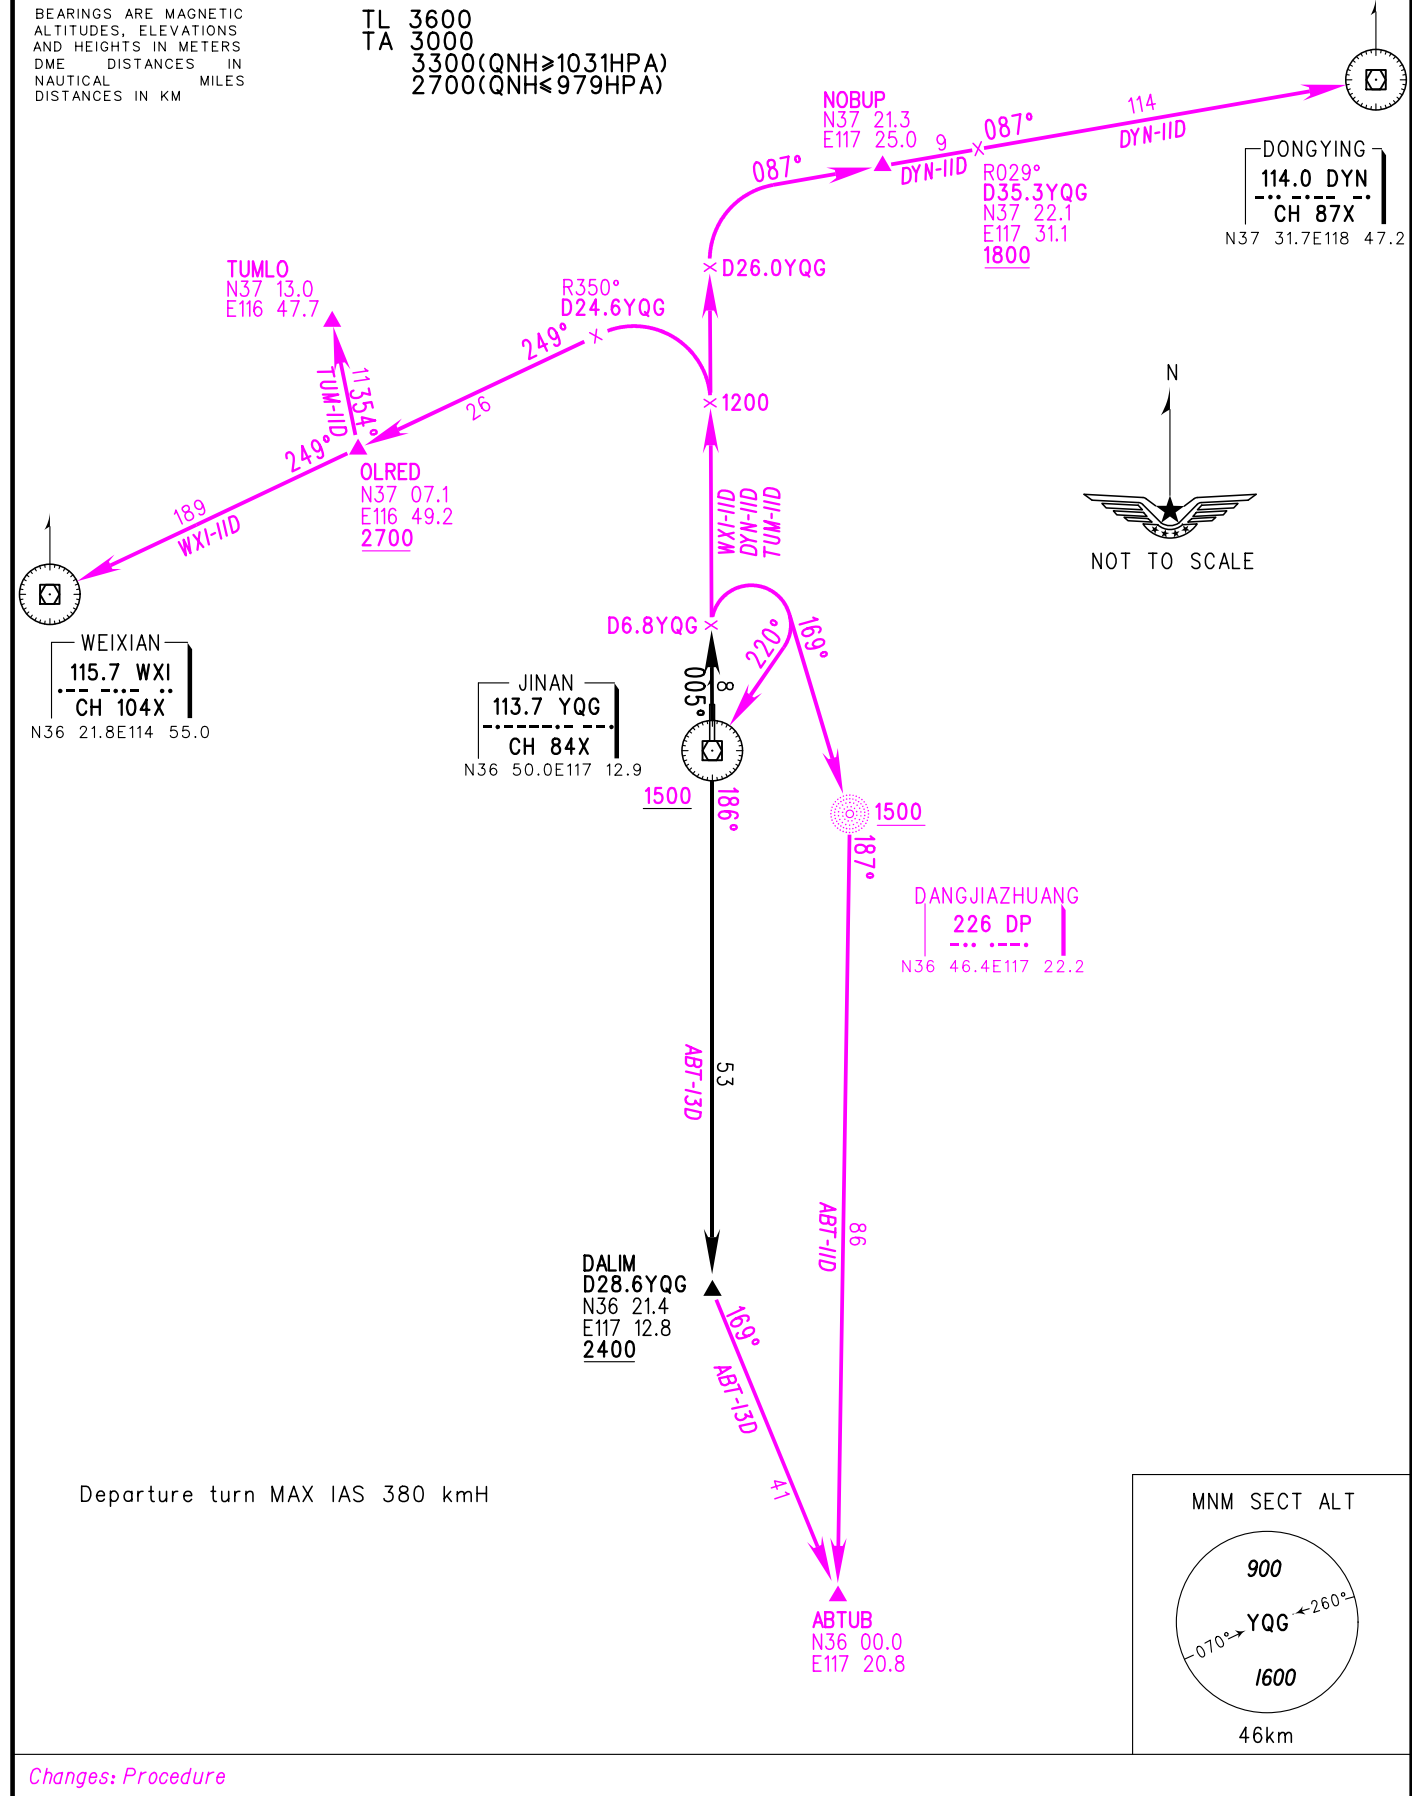 BEARINGS ARE MAGNETIC
ALTITUDES, ELEVATIONS
AND HEIGHTS IN METERS
DME DISTANCES IN
NAUTICAL MILES
DISTANCES IN KM
TL 3600
TA 3000
3300(QNH≥1031HPA)
2700(QNH≤979HPA)
NOBUP
N37 21.3
E117 25.0
087°
9
DYN-11D
087°
114
DYN-11D
R029°
D35.3YQG
N37 22.1
E117 31.1
1800
DONGYING
114.0 DYN
CH 87X
N37 31.7E118 47.2
D26.0YQG
TUMLO
N37 13.0
E116 47.7
R350°
D24.6YQG
249°
26
11
354°
TUM-11D
1200
249°
OLRED
N37 07.1
E116 49.2
2700
189
WXI-11D
WXI-11D
DYN-11D
TUM-11D
N
NOT TO SCALE
WEIXIAN
115.7 WXI
CH 104X
N36 21.8E114 55.0
D6.8YQG
220°
169°
005°
8
JINAN
113.7 YQG
CH 84X
N36 50.0E117 12.9
1500
186°
1500
187°
DANGJIAZHUANG
226 DP
N36 46.4E117 22.2
53
ABT-13D
86
ABT-11D
DALIM
D28.6YQG
N36 21.4
E117 12.8
2400
169°
ABT-13D
41
Departure turn MAX IAS 380 kmH
ABTUB
N36 00.0
E117 20.8
MNM SECT ALT
900
260°
YQG
070°
1600
46km
Changes: Procedure